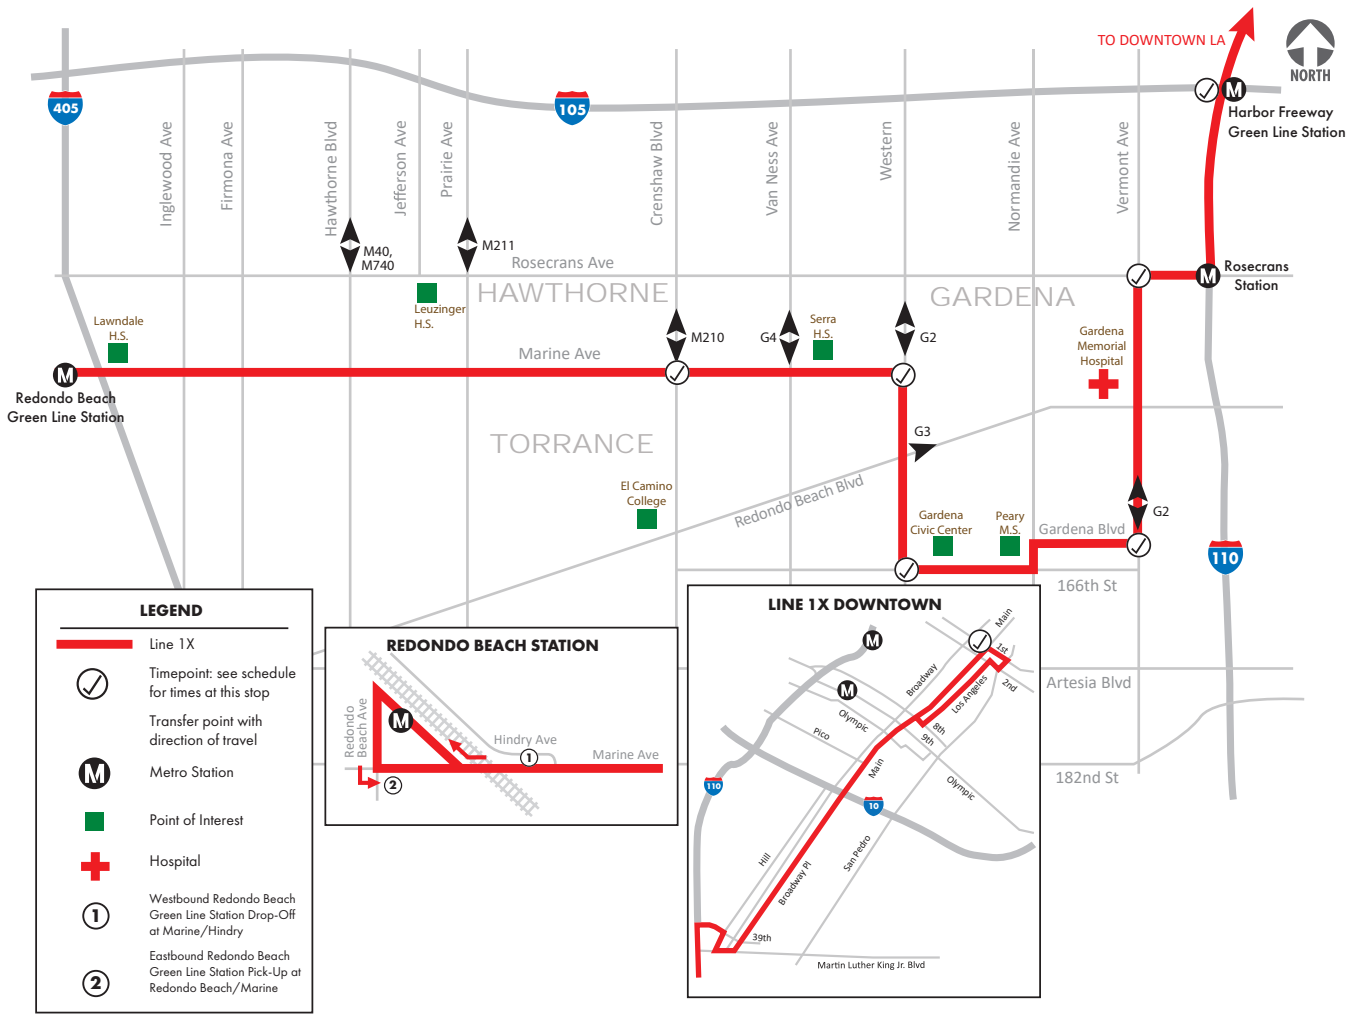 TO DOWNTOWN LA
NORTH
405
105
M
Harbor Freeway
Green Line Station
Inglewood Ave
Firmona Ave
Hawthorne Blvd
Jefferson Ave
Prairie Ave
Crenshaw Blvd
Van Ness Ave
Western
Normandie Ave
Vermont Ave
M40,
M740
M211
Rosecrans Ave
M
Rosecrans
Station
HAWTHORNE
GARDENA
Leuzinger
H.S.
Lawndale
H.S.
Marine Ave
M210
G4
Serra
H.S.
G2
Gardena
Memorial
Hospital
M
Redondo Beach
Green Line Station
TORRANCE
G3
Redondo Beach Blvd
El Camino
College
Gardena
Civic Center
Peary
M.S.
Gardena Blvd
G2
110
166th St
Artesia Blvd
182nd St
LEGEND
Line 1X
Timepoint: see schedule
for times at this stop
Transfer point with
direction of travel
M
Metro Station
Point of Interest
Hospital
1
Westbound Redondo Beach
Green Line Station Drop-Off
at Marine/Hindry
2
Eastbound Redondo Beach
Green Line Station Pick-Up at
Redondo Beach/Marine
REDONDO BEACH STATION
M
Redondo
Beach Ave
Hindry Ave
1
Marine Ave
2
LINE 1X DOWNTOWN
M
Main
1st
Broadway
2nd
Los Angeles
M
Olympic
8th
9th
Pico
Main
Olympic
110
10
Hill
Broadway Pl
San Pedro
39th
Martin Luther King Jr. Blvd